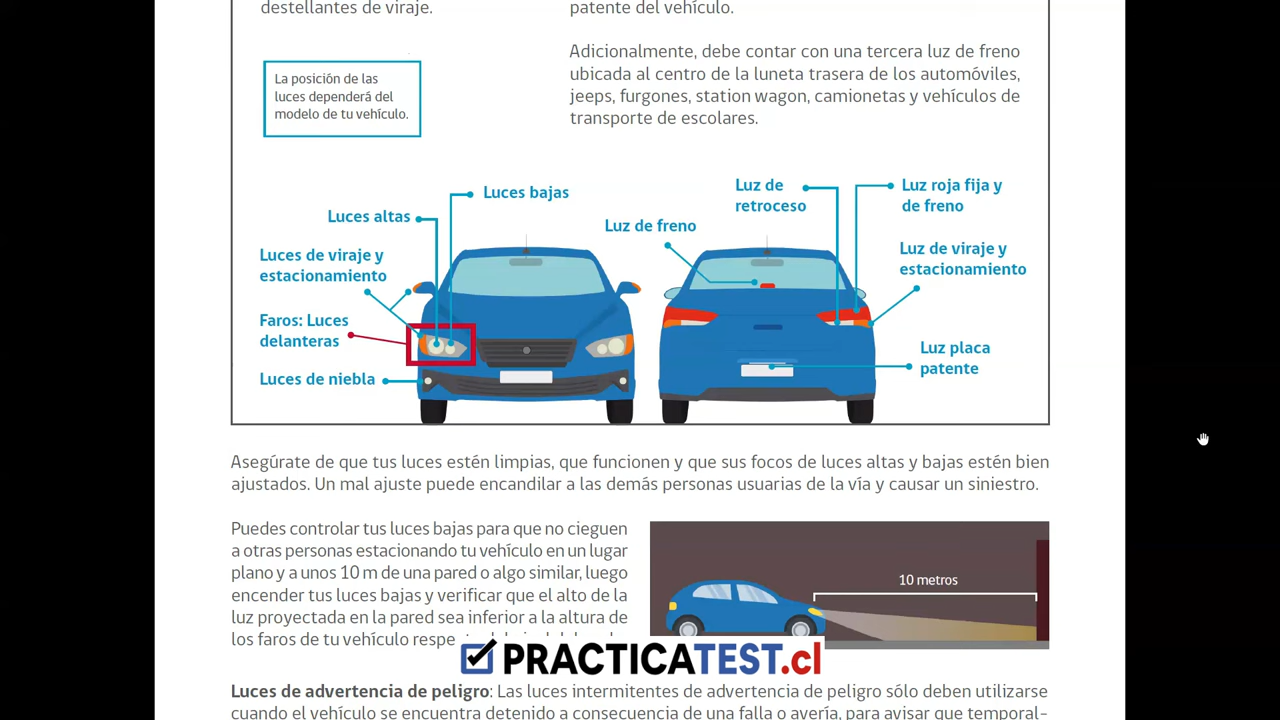 destellantes de viraje.
patente del vehículo.
Adicionalmente, debe contar con una tercera luz de freno
ubicada al centro de la luneta trasera de los automóviles,
jeeps, furgones, station wagon, camionetas y vehículos de
transporte de escolares.
La posición de las
luces dependerá del
modelo de tu vehículo.
Luces bajas
Luces altas
Luces de viraje y
estacionamiento
Faros: Luces
delanteras
Luces de niebla
Luz de
retroceso
Luz roja fija y
de freno
Luz de freno
Luz de viraje y
estacionamiento
Luz placa
patente
Asegúrate de que tus luces estén limpias, que funcionen y que sus focos de luces altas y bajas estén bien
ajustados. Un mal ajuste puede encandilar a las demás personas usuarias de la vía y causar un siniestro.
Puedes controlar tus luces bajas para que no cieguen
a otras personas estacionando tu vehículo en un lugar
plano y a unos 10 m de una pared o algo similar, luego
encender tus luces bajas y verificar que el alto de la
luz proyectada en la pared sea inferior a la altura de
los faros de tu vehículo
10 metros
PRACTICATEST.cl
Luces de advertencia de peligro: Las luces intermitentes de advertencia de peligro sólo deben utilizarse
cuando el vehículo se encuentra detenido a consecuencia de una falla o avería, para avisar que temporal-